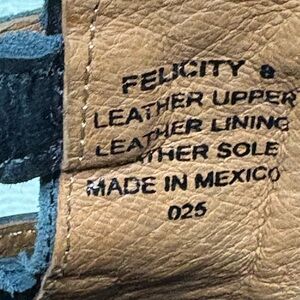 FELICITY 8
LEATHER UPPER
LEATHER LINING
LEATHER SOLE
MADE IN MEXICO
025